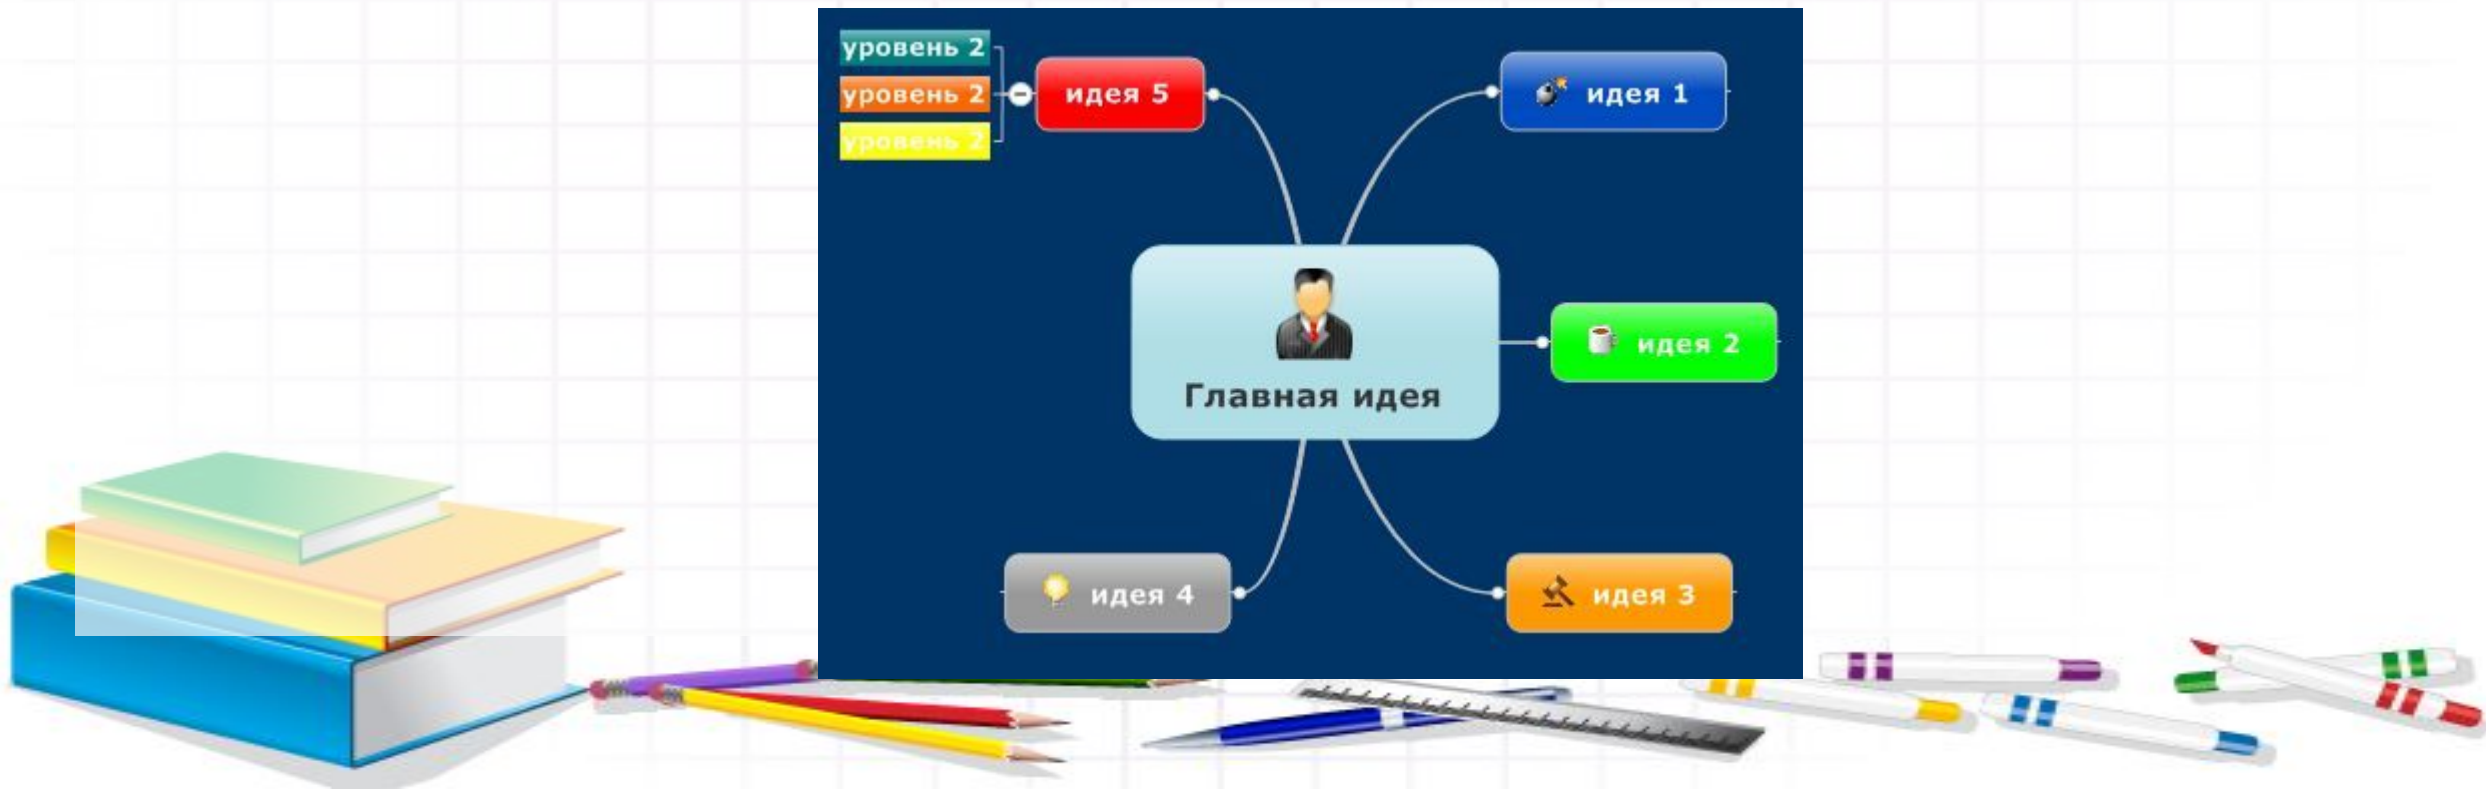 уровень 2
уровень 2
уровень 2
идея 5
идея 1
Главная идея
идея 2
идея 4
идея 3